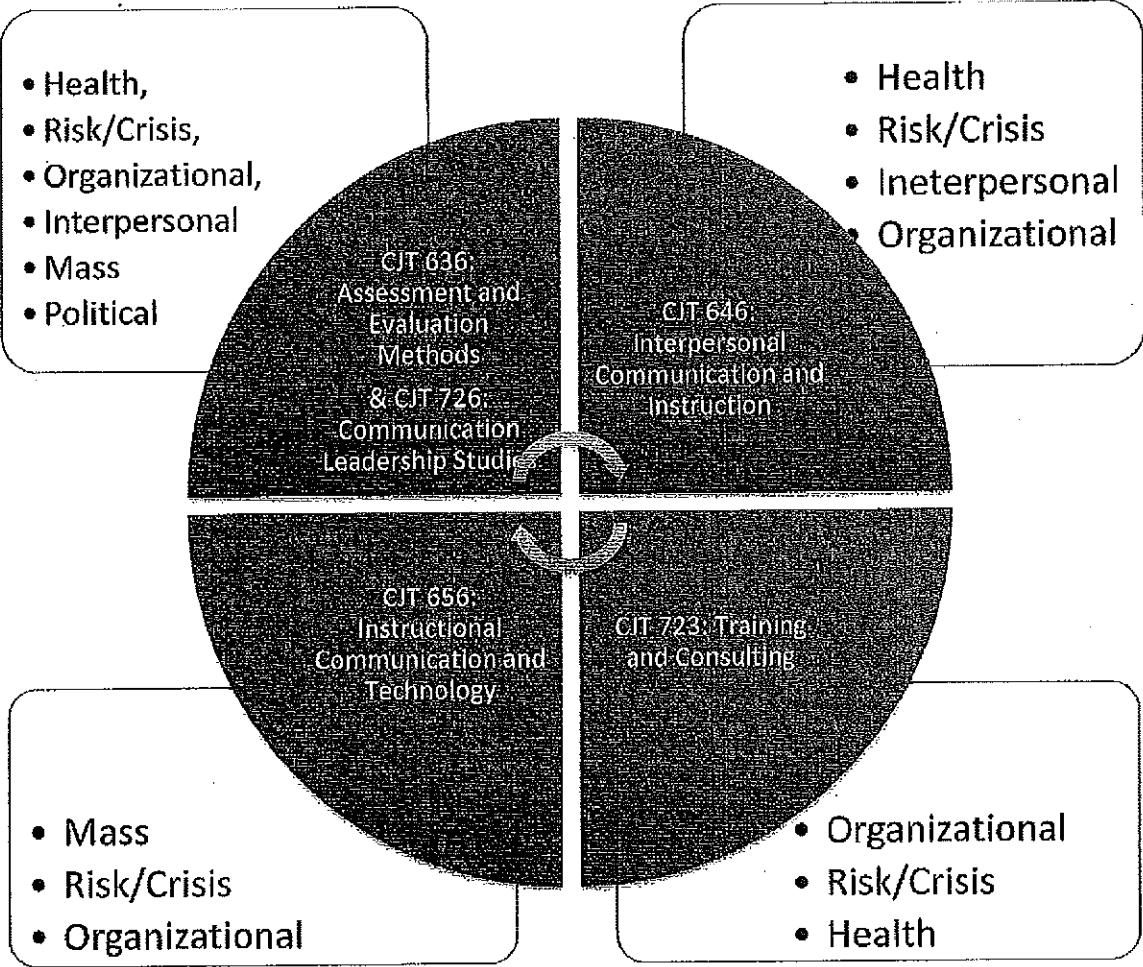 • Health,
• Risk/Crisis,
• Organizational,
• Interpersonal
• Mass
• Political
• Health
• Risk/Crisis
• Ineterpersonal
• Organizational
CJT 636:
Assessment and
Evaluation
Methods
& CJT 726:
Communication
Leadership Studies
CJT 646:
Interpersonal
Communication and
Instruction
CJT 656:
Instructional
Communication and
Technology
CJT 723: Training
and Consulting
• Mass
• Risk/Crisis
• Organizational
• Organizational
• Risk/Crisis
• Health